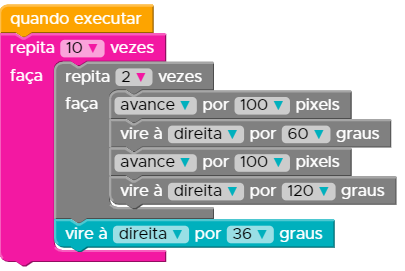 quando executar
repita 10 ▼ vezes
faça repita 2 ▼ vezes
faça avance ▼ por 100 ▼ pixels
vire à direita ▼ por 60 ▼ graus
avance ▼ por 100 ▼ pixels
vire à direita ▼ por 120 ▼ graus
vire à direita ▼ por 36 ▼ graus